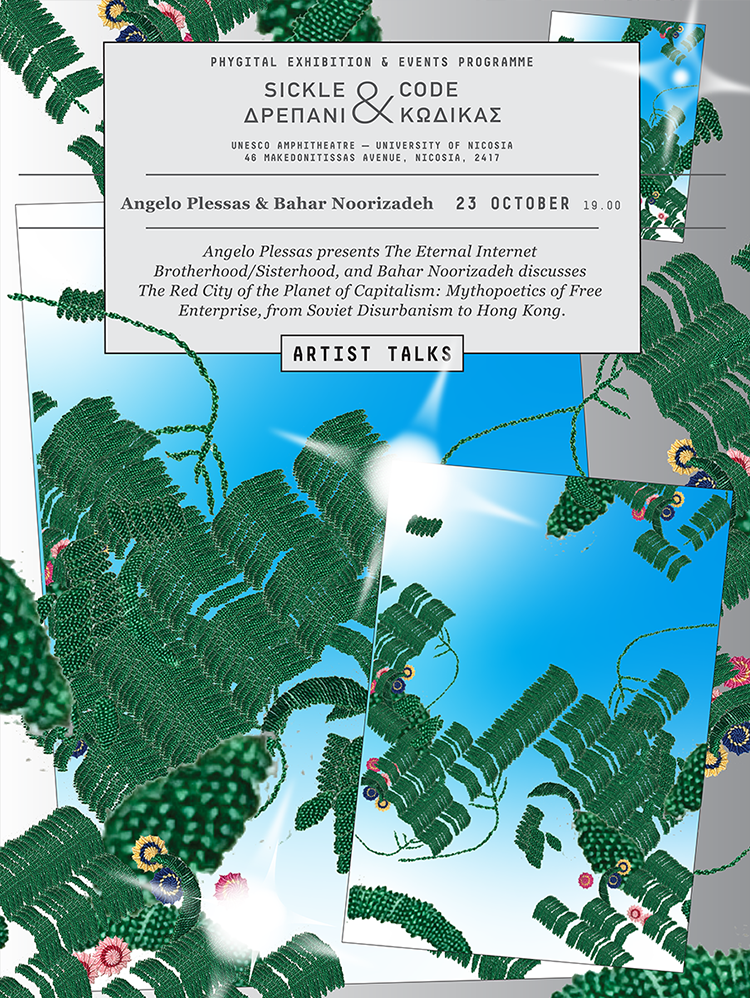 PHYGITAL EXHIBITION & EVENTS PROGRAMME
SICKLE & CODE
ΔΡΕΠΑΝΙ & ΚΩΔΙΚΑΣ
UNESCO AMPHITHEATRE — UNIVERSITY OF NICOSIA
46 MAKEDONITISSAS AVENUE, NICOSIA, 2417
Angelo Plessas & Bahar Noorizadeh 23 OCTOBER 19.00
Angelo Plessas presents The Eternal Internet
Brotherhood/Sisterhood, and Bahar Noorizadeh discusses
The Red City of the Planet of Capitalism: Mythopoetics of Free
Enterprise, from Soviet Disurbanism to Hong Kong.
ARTIST TALKS